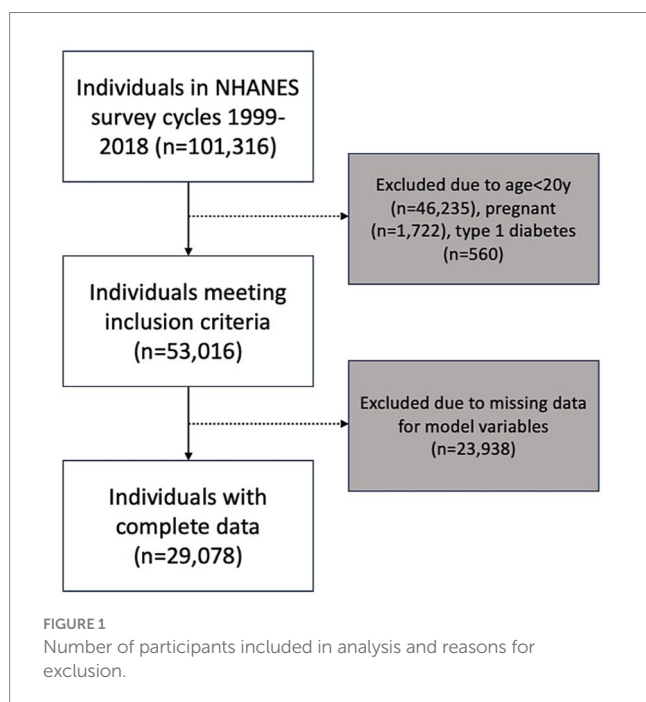 Individuals in NHANES
survey cycles 1999-
2018 (n=101,316)
Excluded due to age<20y
(n=46,235), pregnant
(n=1,722), type 1 diabetes
(n=560)
Individuals meeting
inclusion criteria
(n=53,016)
Excluded due to missing data
for model variables
(n=23,938)
Individuals with
complete data
(n=29,078)
FIGURE 1
Number of participants included in analysis and reasons for
exclusion.